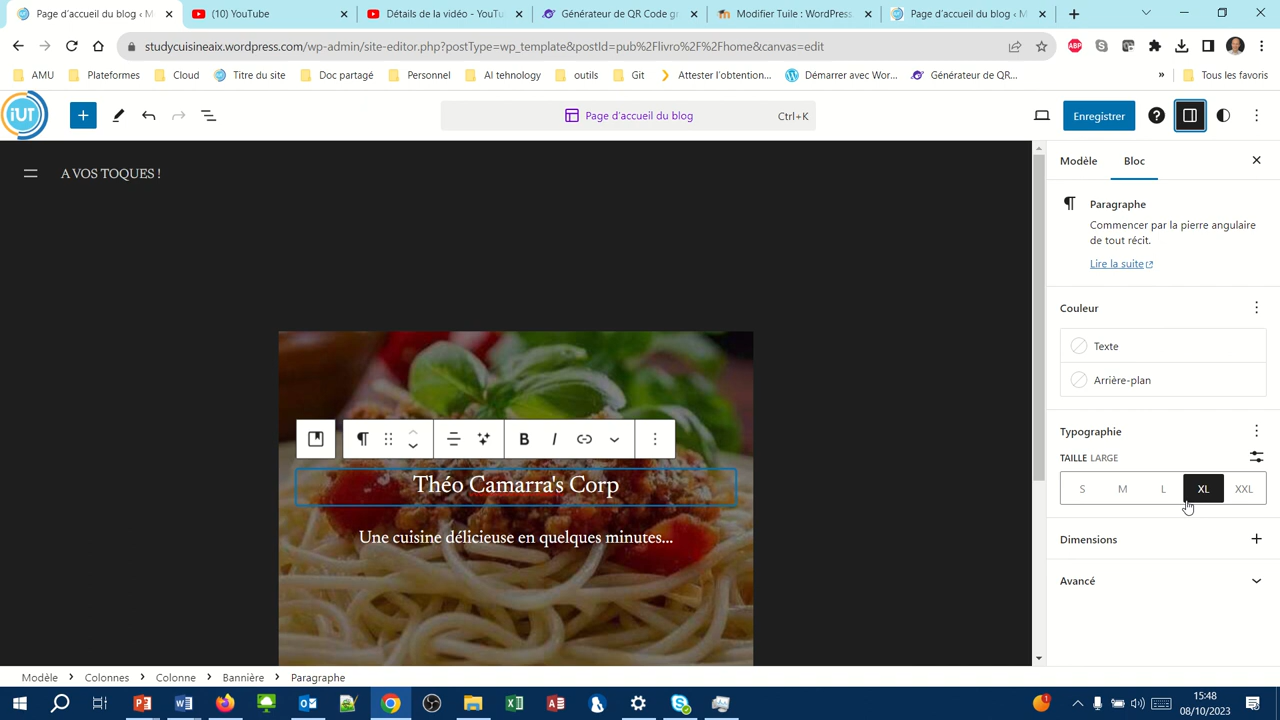 Page d'accueil du blog ‹ M
(10) YouTube
Détails de la vidéo - YouTu
Générateur de QR Code gr
Modifier Tuile : WordPress
Page d'accueil du blog ‹ M
studycuisineaix.wordpress.com/wp-admin/site-editor.php?postType=wp_template&postId=pub%2Flivro%2F%2Fhome&canvas=edit
ABP
AMU
Plateformes
Cloud
Titre du site
Doc partagé
Personnel
AI tehnology
outils
Git
Attester l'obtention...
Démarrer avec Wor...
Générateur de QR...
»
Tous les favoris
iUT
Page d'accueil du blog
Ctrl+K
Enregistrer
A VOS TOQUES !
Modèle
Bloc
Paragraphe
Commencer par la pierre angulaire
de tout récit.
Lire la suite
Couleur
Texte
Arrière-plan
Typographie
TAILLE LARGE
S
M
L
XL
XXL
Dimensions
Avancé
B
I
Théo Camarra's Corp
Une cuisine délicieuse en quelques minutes...
Modèle > Colonnes > Colonne > Bannière > Paragraphe
15:48
08/10/2023